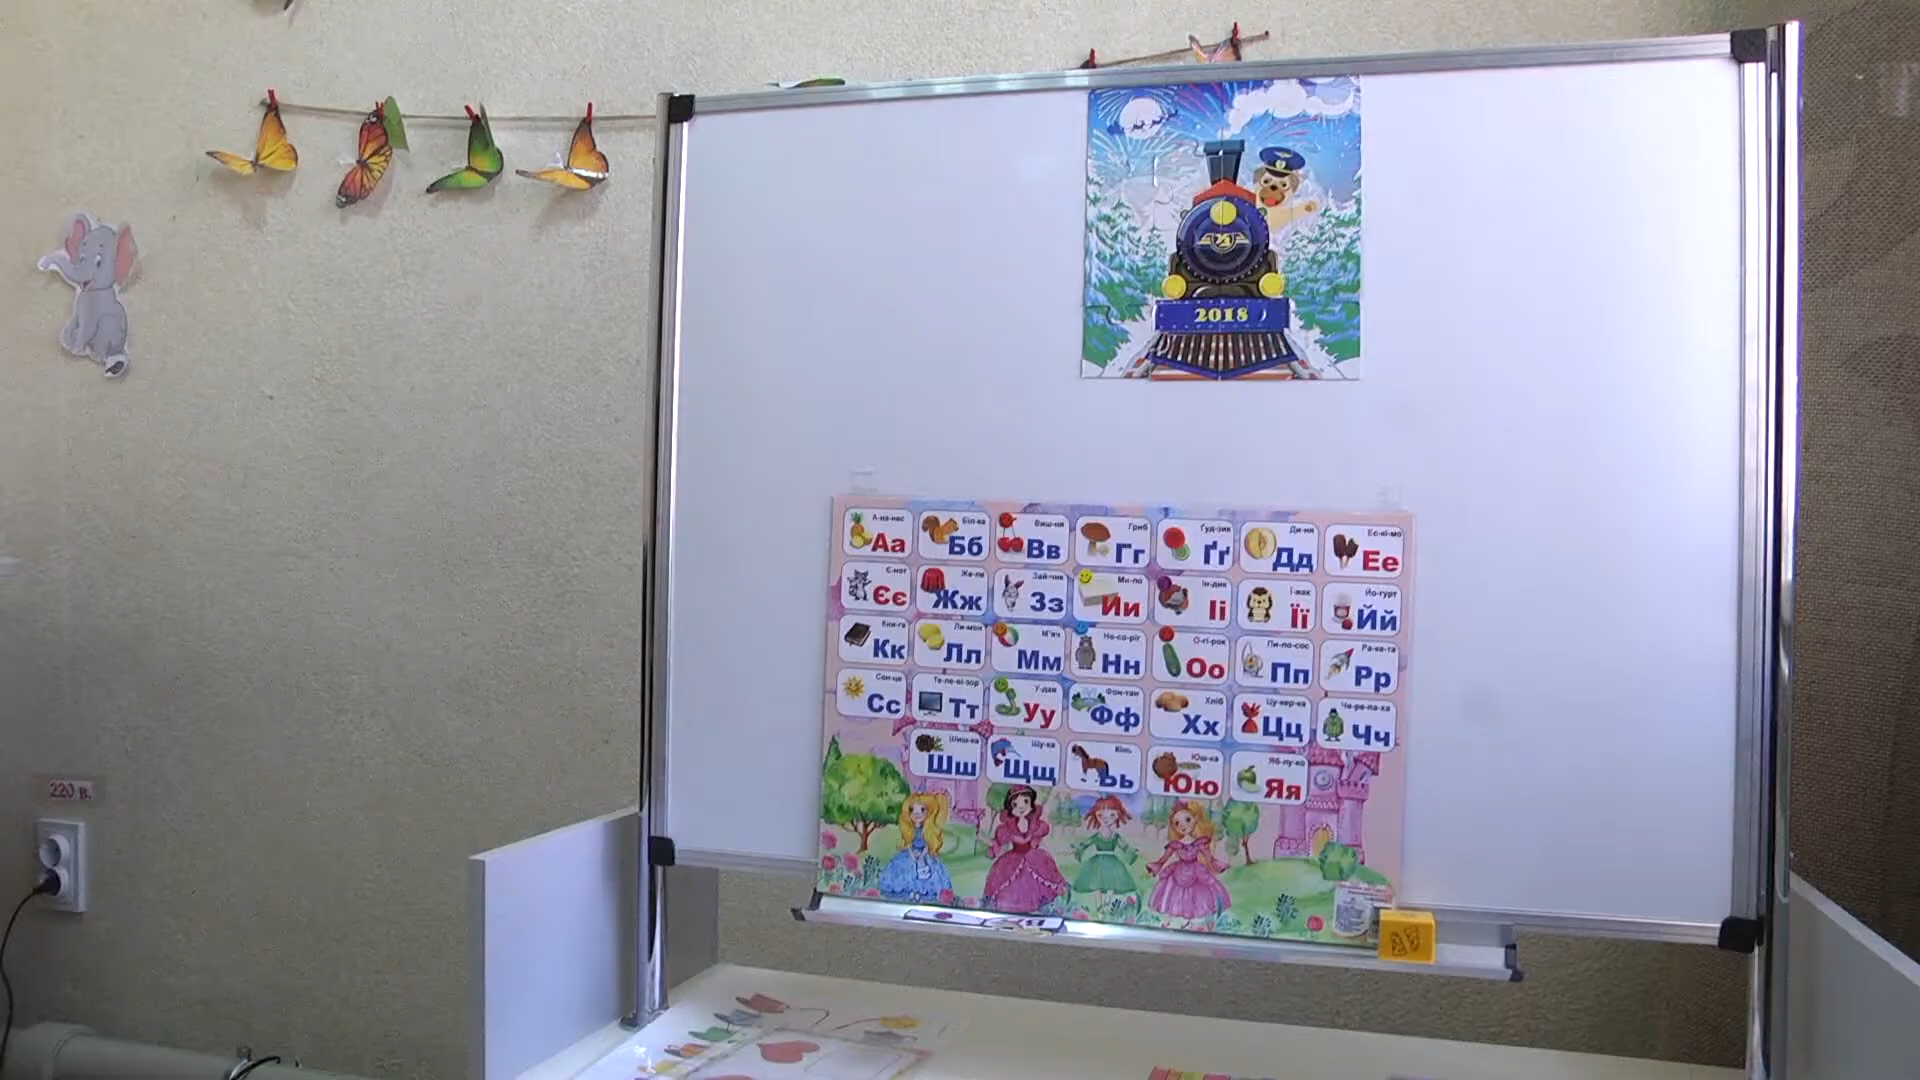 2018
А-на-нас
Аа
Біл-ка
Бб
Виш-ня
Вв
Гриб
Гг
Ґуд-зик
Ґґ
Ди-ня
Дд
Ес-кі-мо
Ее
Є-нот
Єє
Же-ле
Жж
Зай-чик
Зз
Ми-ло
Ии
Ін-дик
Іі
Ї-жак
Її
Йо-гурт
Йй
Кни-га
Кк
Ли-мон
Лл
М'яч
Мм
Но-со-ріг
Нн
О-гі-рок
Оо
Пи-ло-сос
Пп
Ра-ке-та
Рр
Сон-це
Сс
Те-ле-ві-зор
Тт
У-дав
Уу
Фон-тан
Фф
Хліб
Хх
Цу-кер-ка
Цц
Че-ре-па-ха
Чч
Шиш-ка
Шш
Щу-ка
Щщ
Кінь
Ьь
Юш-ка
Юю
Яб-лу-ко
Яя
220 в.